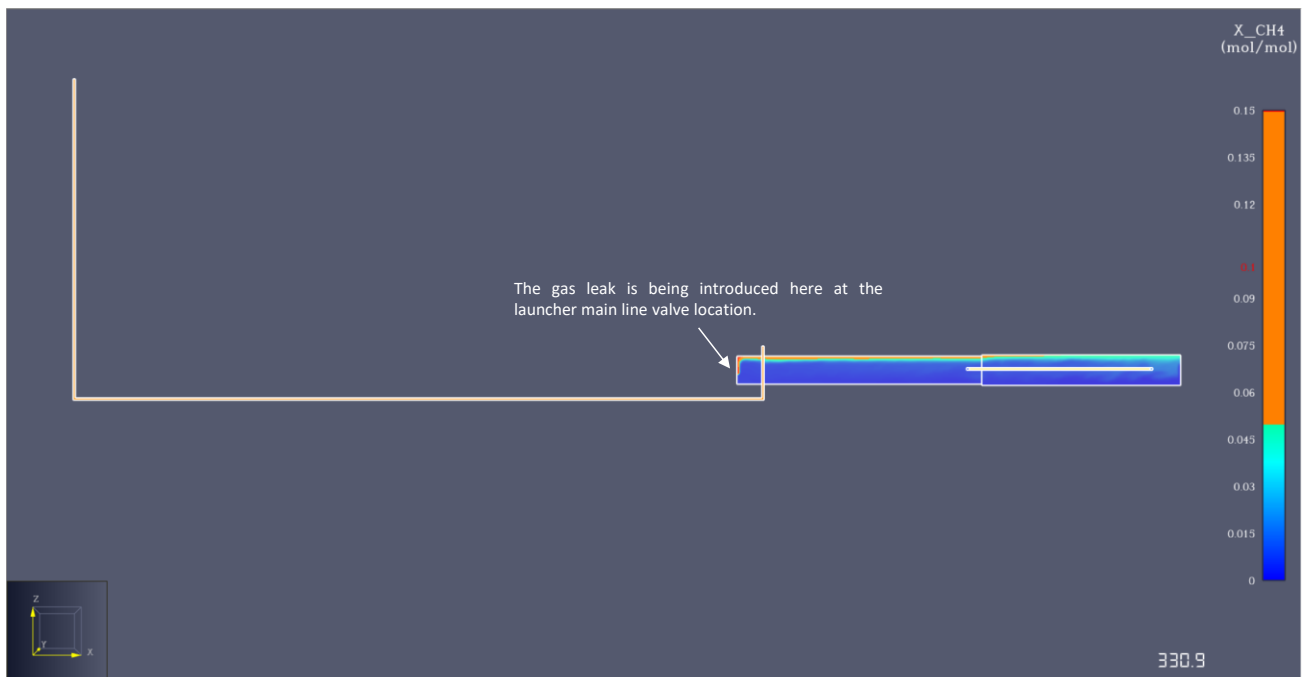 X_CH4
(mol/mol)
0.15
0.135
0.12
0.1
0.09
0.075
0.06
0.045
0.03
0.015
0
The gas leak is being introduced here at the
launcher main line valve location.
Z
Y
X
330.9